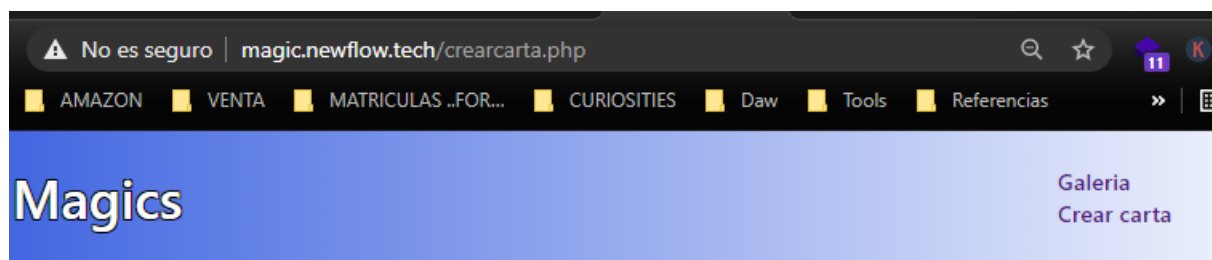 No es seguro | magic.newflow.tech/crearcarta.php
11 K
AMAZON VENTA MATRICULAS ..FOR... CURIOSITIES Daw Tools Referencias »
Magics
Galeria
Crear carta